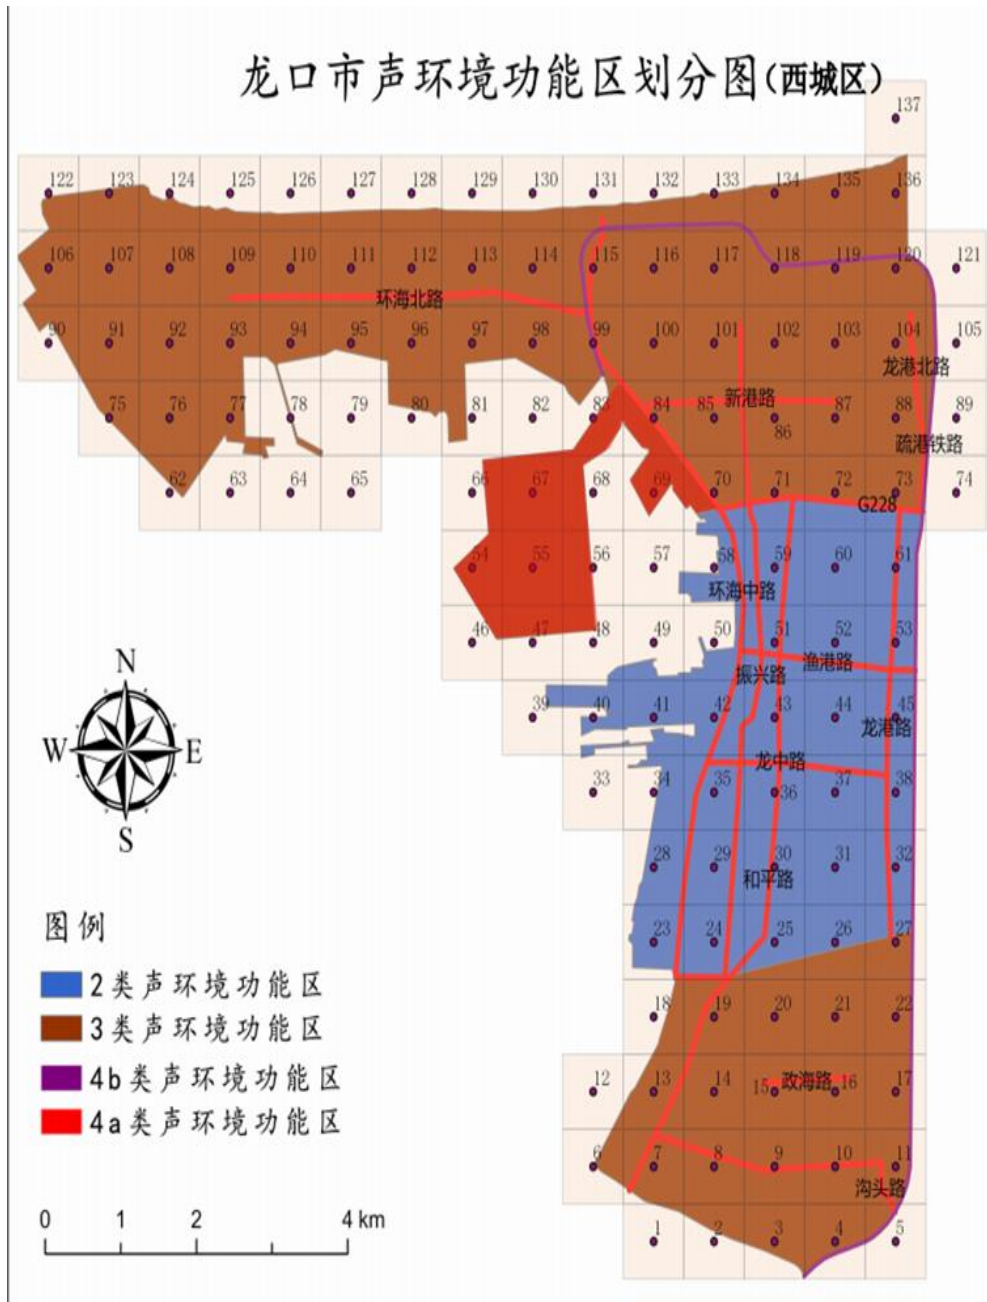 龙口市声环境功能区划分图(西城区)
137
122 123 124 125 126 127 128 129 130 131 132 133 134 135 136
106 107 108 109 110 111 112 113 114 115 116 117 118 119 120 121
环海北路
90 91 92 93 94 95 96 97 98 99 100 101 102 103 104 105
龙港北路
新港路
75 76 77 78 79 80 81 82 83 84 85 86 87 88 89
疏港铁路
62 63 64 65 66 67 68 69 70 71 72 73 74
G228
54 55 56 57 58 59 60 61
环海中路
46 47 48 49 50 51 52 53
渔港路
振兴路
39 40 41 42 43 44 45
龙港路
龙中路
33 34 35 36 37 38
28 29 30 31 32
和平路
23 24 25 26 27
18 19 20 21 22
12 13 14 15 政海路 16 17
6 7 8 9 10 11
沟头路
1 2 3 4 5
N
W E
S
图例
2类声环境功能区
3类声环境功能区
4b类声环境功能区
4a类声环境功能区
0 1 2 4 km